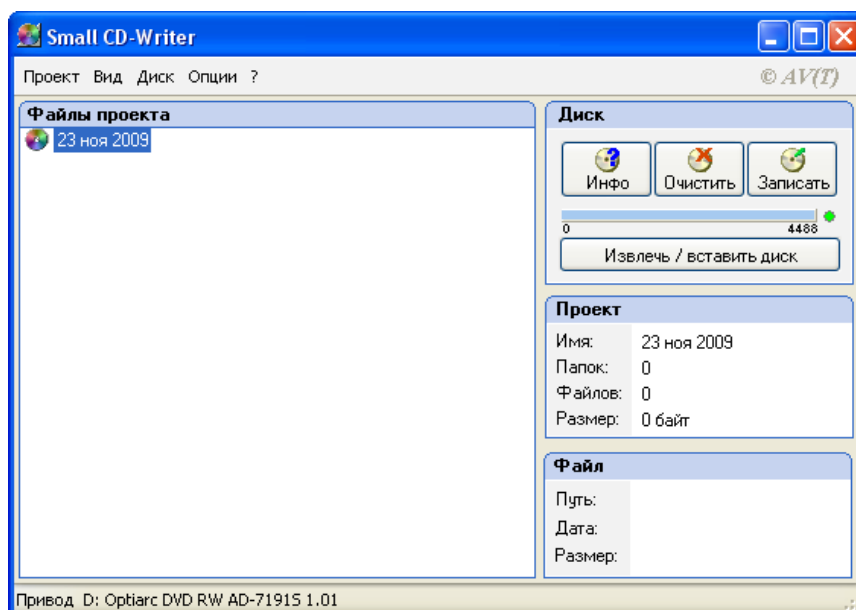 Small CD-Writer
Проект Вид Диск Опции ?
© AV(T)
Файлы проекта
23 ноя 2009
Диск
Инфо
Очистить
Записать
0
4488
Извлечь / вставить диск
Проект
Имя: 23 ноя 2009
Папок: 0
Файлов: 0
Размер: 0 байт
Файл
Путь:
Дата:
Размер:
Привод D: Optiarc DVD RW AD-7191S 1.01